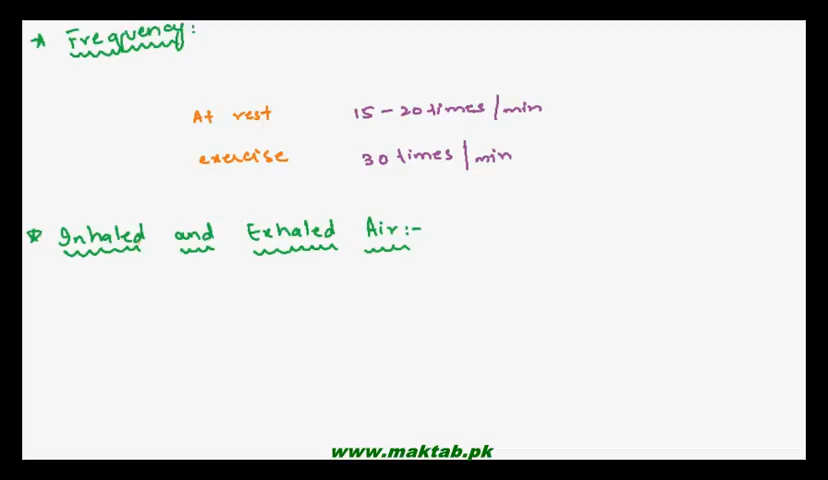 * Frequency:
At rest 15-20 times/min
exercise 30 times/min
* Inhaled and Exhaled Air:-
www.maktab.pk